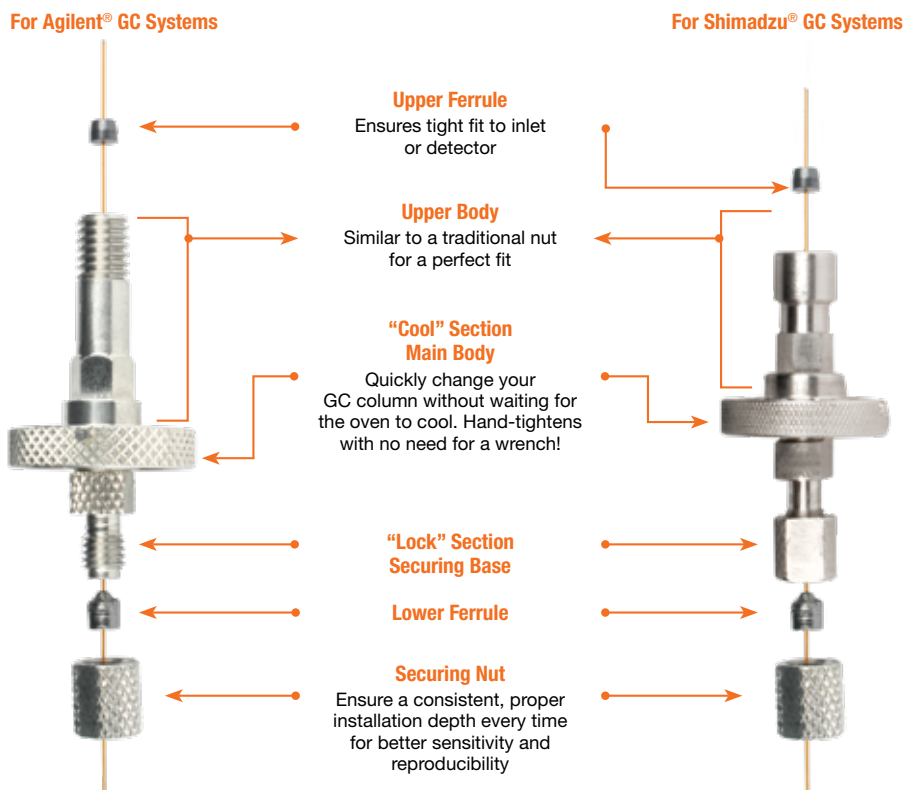 For Agilent® GC Systems
For Shimadzu® GC Systems
Upper Ferrule
Ensures tight fit to inlet
or detector
Upper Body
Similar to a traditional nut
for a perfect fit
“Cool” Section
Main Body
Quickly change your
GC column without waiting for
the oven to cool. Hand-tightens
with no need for a wrench!
“Lock” Section
Securing Base
Lower Ferrule
Securing Nut
Ensure a consistent, proper
installation depth every time
for better sensitivity and
reproducibility